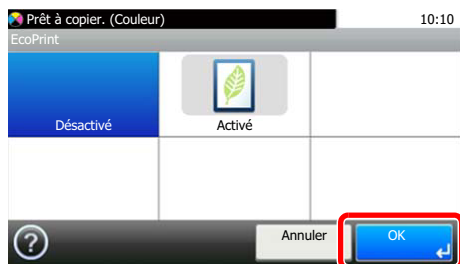 Prêt à copier. (Couleur) 10:10
EcoPrint
Désactivé Activé
? Annuler OK